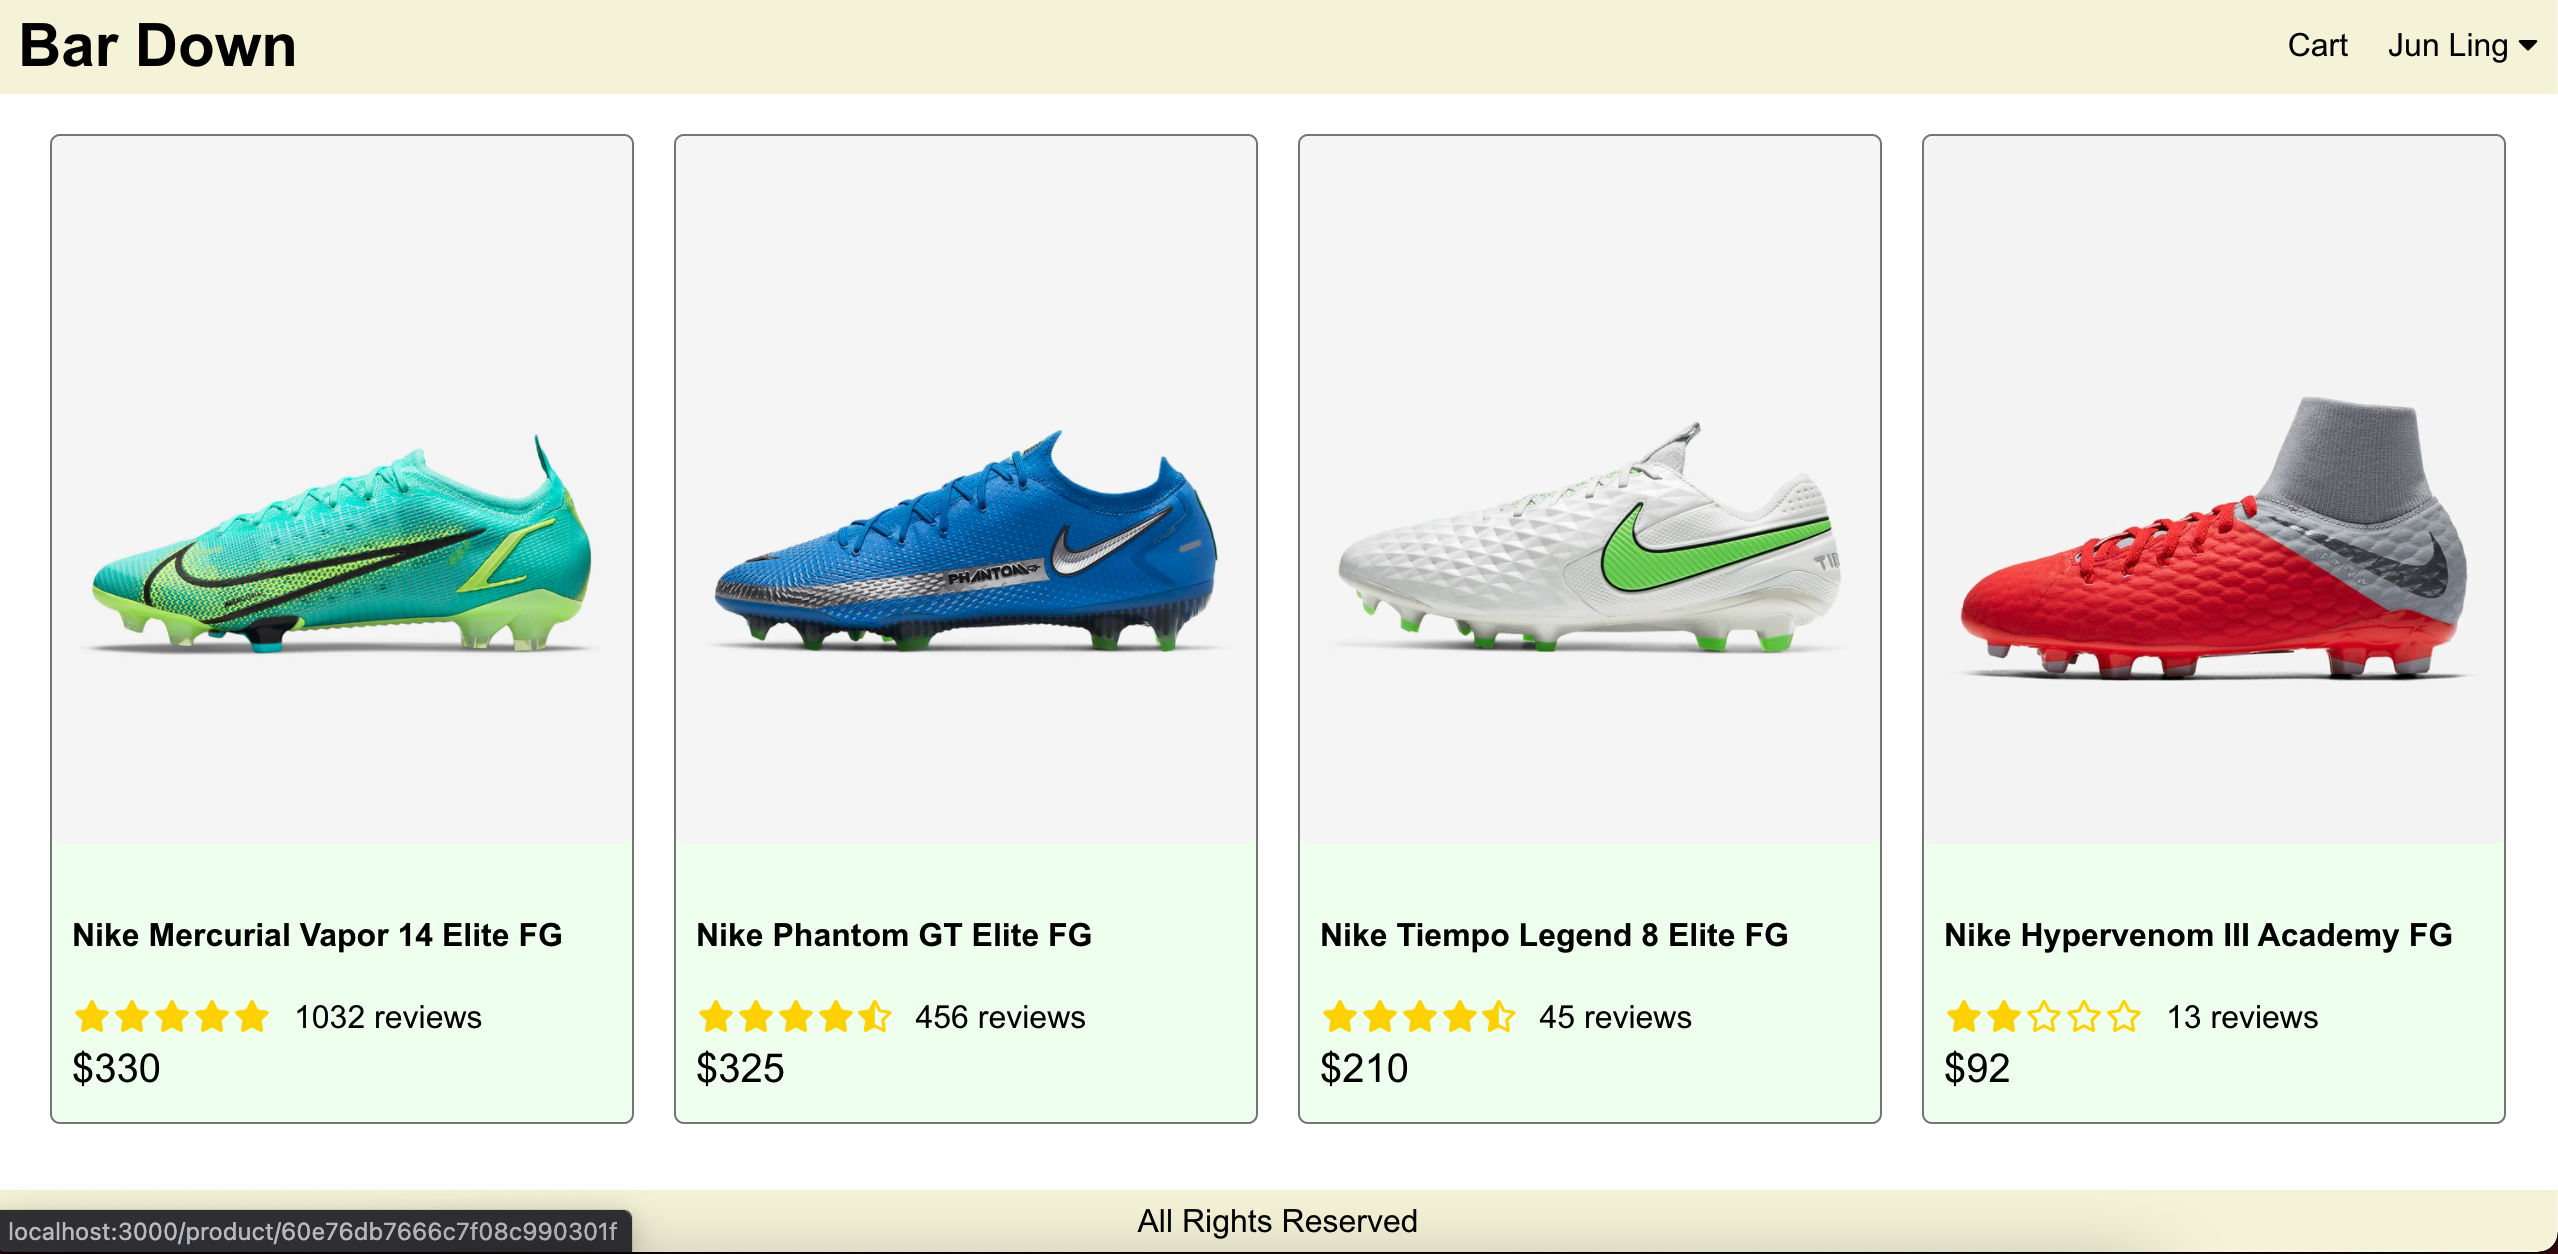 Bar Down
Cart
Jun Ling
PHANTOM GT
Nike Mercurial Vapor 14 Elite FG
1032 reviews
$330
Nike Phantom GT Elite FG
456 reviews
$325
Nike Tiempo Legend 8 Elite FG
45 reviews
$210
Nike Hypervenom III Academy FG
13 reviews
$92
All Rights Reserved
localhost:3000/product/60e76db7666c7f08c990301f